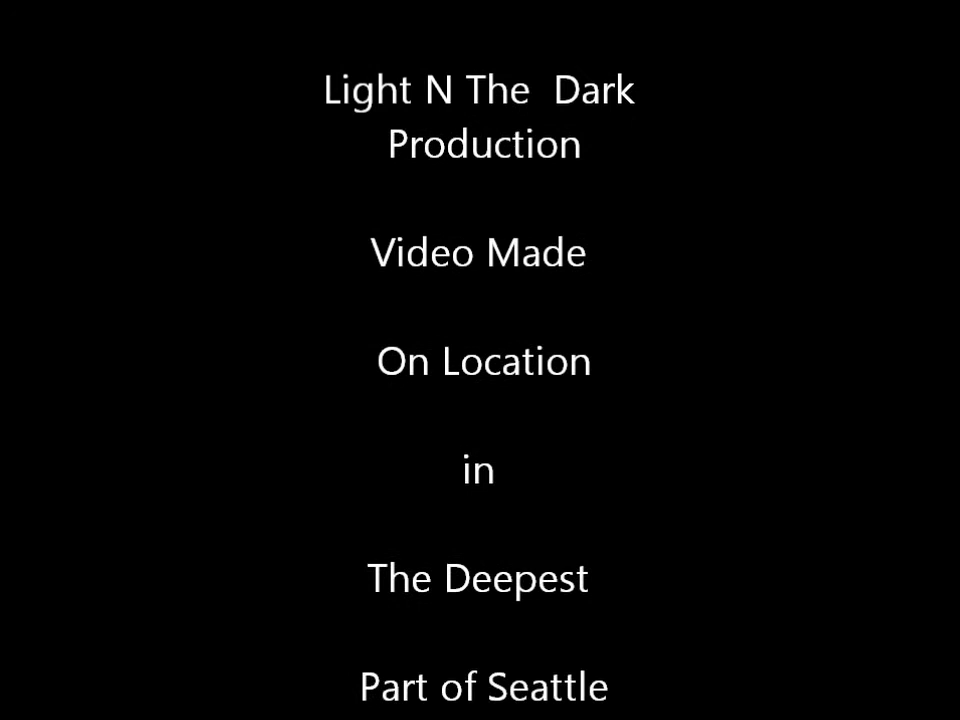 Light N The  Dark
Production
Video Made
On Location
in
The Deepest
Part of Seattle